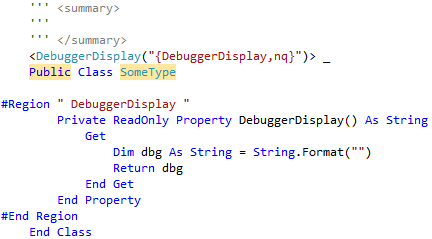 ''' <summary>
'''
''' </summary>
<DebuggerDisplay("{DebuggerDisplay,nq}")> _
Public Class SomeType
#Region " DebuggerDisplay "
Private ReadOnly Property DebuggerDisplay() As String
Get
Dim dbg As String = String.Format("")
Return dbg
End Get
End Property
#End Region
End Class